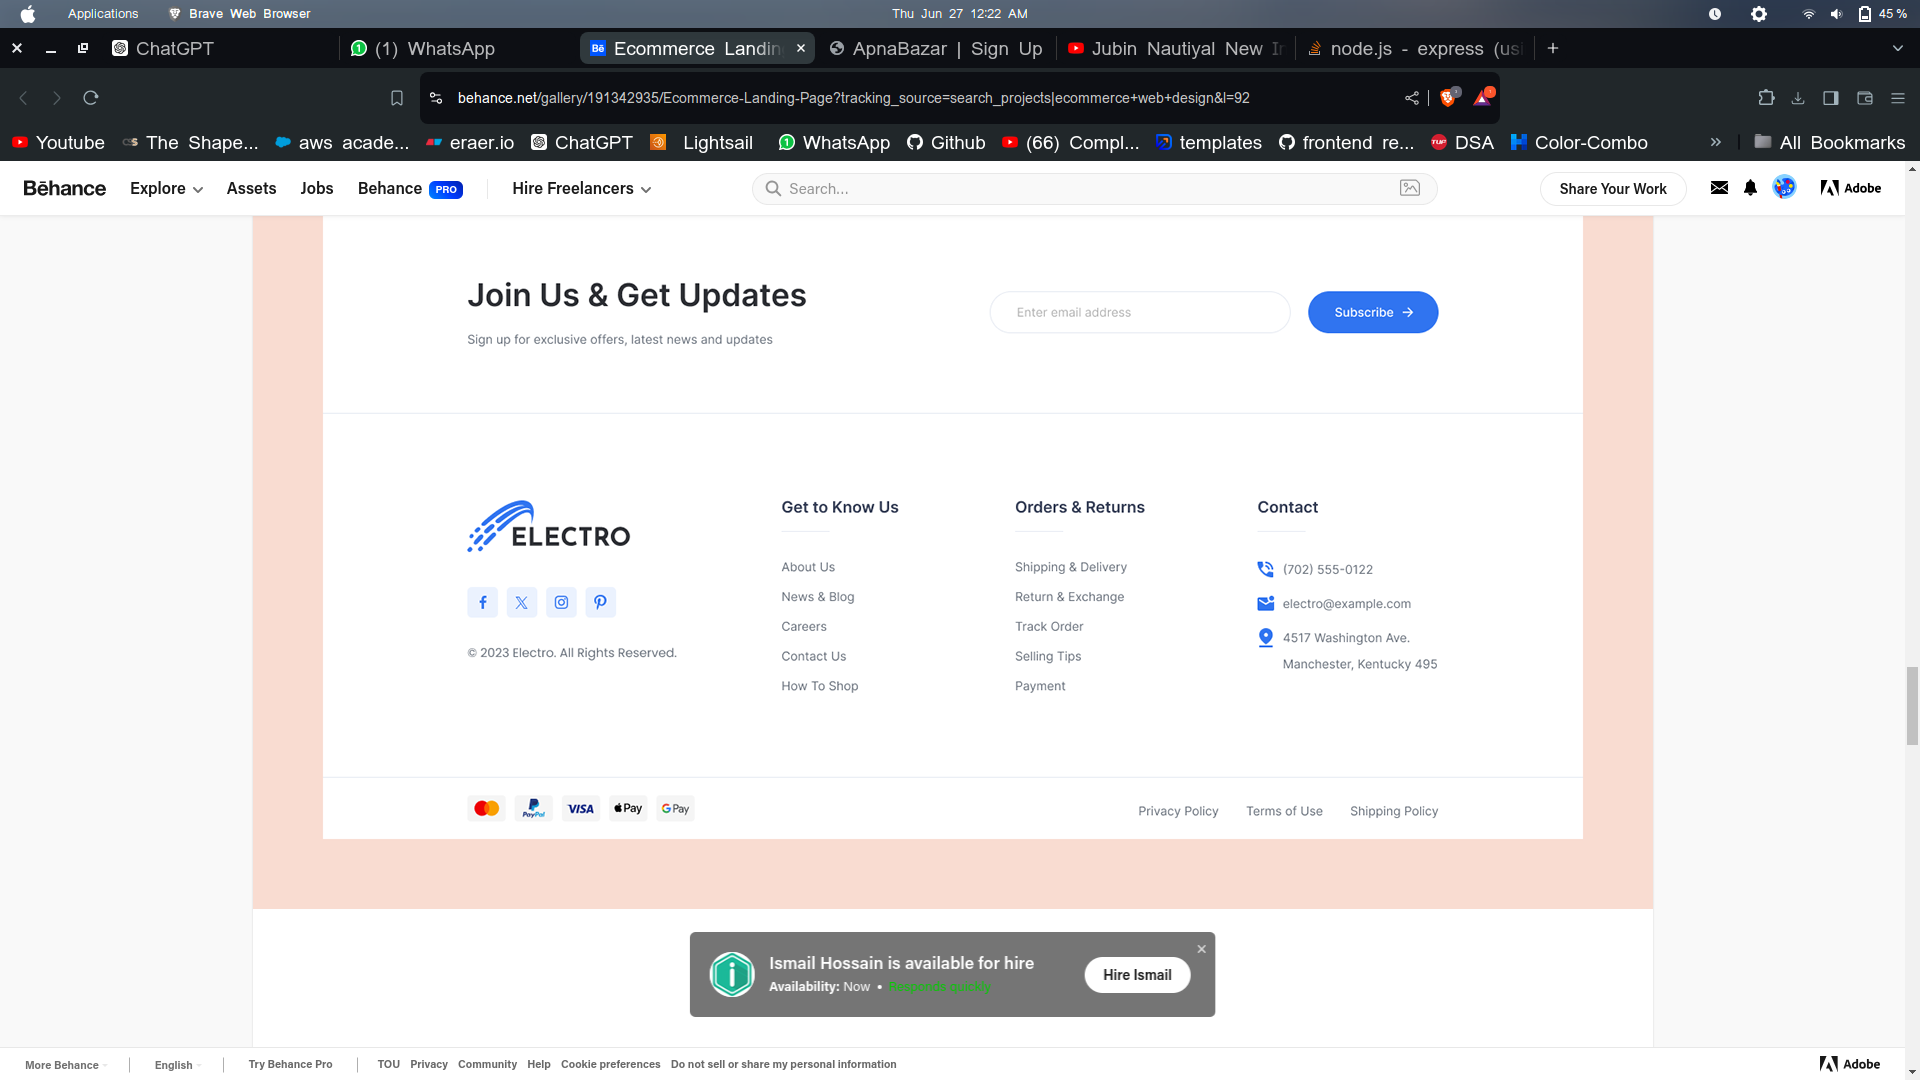 Applications Brave Web Browser Thu Jun 27 12:22 AM 45 %
ChatGPT (1) WhatsApp Ecommerce Landin ApnaBazar | Sign Up Jubin Nautiyal New In node.js - express (usi
behance.net/gallery/191342935/Ecommerce-Landing-Page?tracking_source=search_projects|ecommerce+web+design&l=92
Youtube The Shape... aws acade... eraer.io ChatGPT Lightsail WhatsApp Github (66) Compl... templates frontend re... DSA Color-Combo » All Bookmarks
Bēhance Explore Assets Jobs Behance PRO Hire Freelancers Search... Share Your Work Adobe
Join Us & Get Updates
Enter email address Subscribe →
Sign up for exclusive offers, latest news and updates
ELECTRO
© 2023 Electro. All Rights Reserved.
Get to Know Us
About Us
News & Blog
Careers
Contact Us
How To Shop
Orders & Returns
Shipping & Delivery
Return & Exchange
Track Order
Selling Tips
Payment
Contact
(702) 555-0122
electro@example.com
4517 Washington Ave.
Manchester, Kentucky 495
PayPal VISA Pay G Pay Privacy Policy Terms of Use Shipping Policy
Ismail Hossain is available for hire
Availability: Now • Responds quickly
Hire Ismail
More Behance English Try Behance Pro TOU Privacy Community Help Cookie preferences Do not sell or share my personal information Adobe